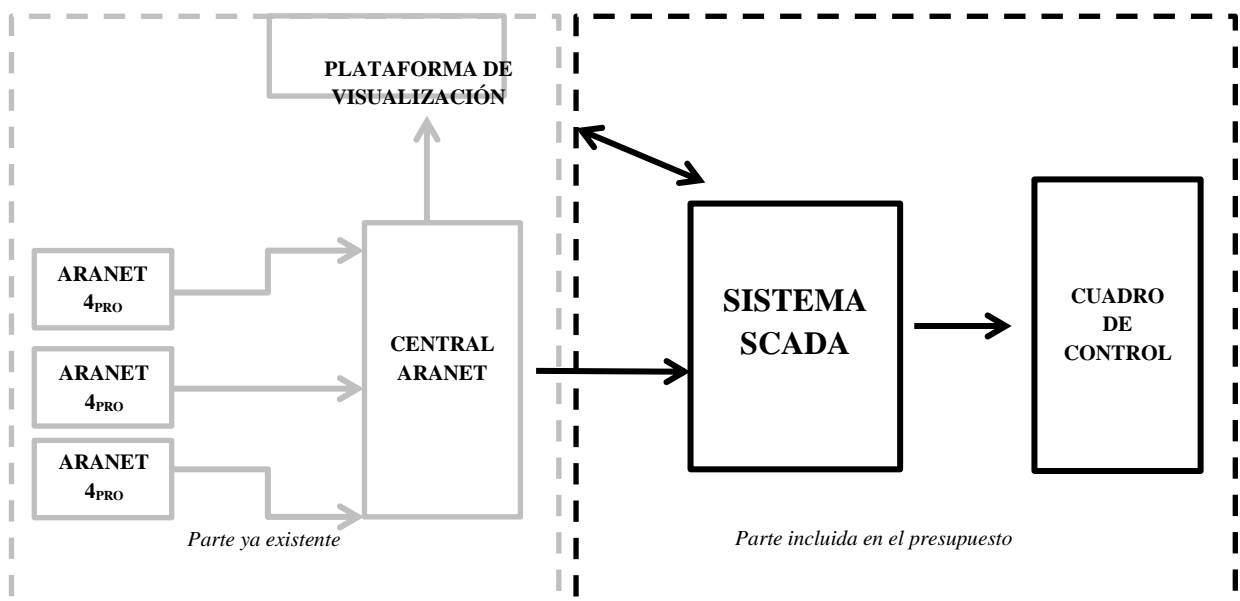 PLATAFORMA DE
VISUALIZACIÓN
ARANET
4PRO
ARANET
4PRO
ARANET
4PRO
CENTRAL
ARANET
Parte ya existente
SISTEMA
SCADA
CUADRO
DE
CONTROL
Parte incluida en el presupuesto